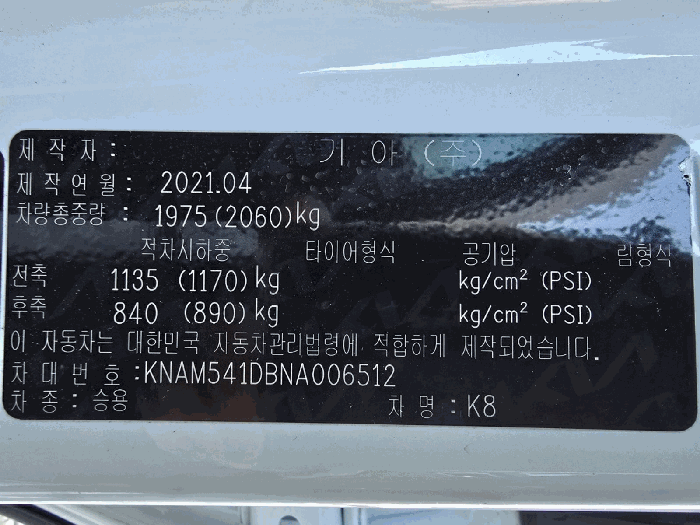 제 작 자 : 기 아 (주)
제 작 연 월 : 2021.04
차량총중량 : 1975(2060)kg
적차시하중 타이어형식 공기압 림형식
전축 1135 (1170)kg kg/cm² (PSI)
후축 840 (890)kg kg/cm² (PSI)
이 자동차는 대한민국 자동차관리법령에 적합하게 제작되었습니다.
차 대 번 호 :KNAM541DBNA006512
차 종 : 승용 차 명 : K8